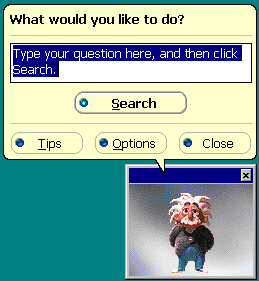 What would you like to do?
Type your question here, and then click
Search.
Search
Tips
Options
Close